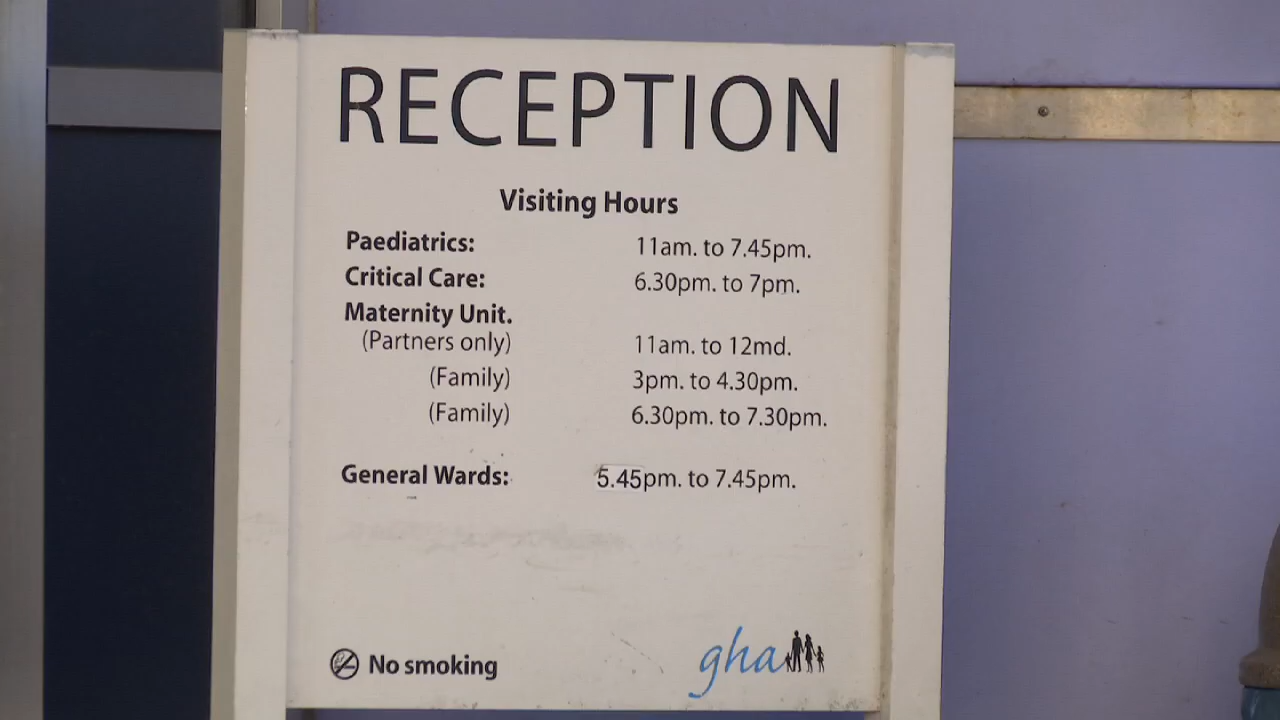 RECEPTION
Visiting Hours
Paediatrics: 11am. to 7.45pm.
Critical Care: 6.30pm. to 7pm.
Maternity Unit.
(Partners only) 11am. to 12md.
(Family) 3pm. to 4.30pm.
(Family) 6.30pm. to 7.30pm.
General Wards: 5.45pm. to 7.45pm.
No smoking
gha